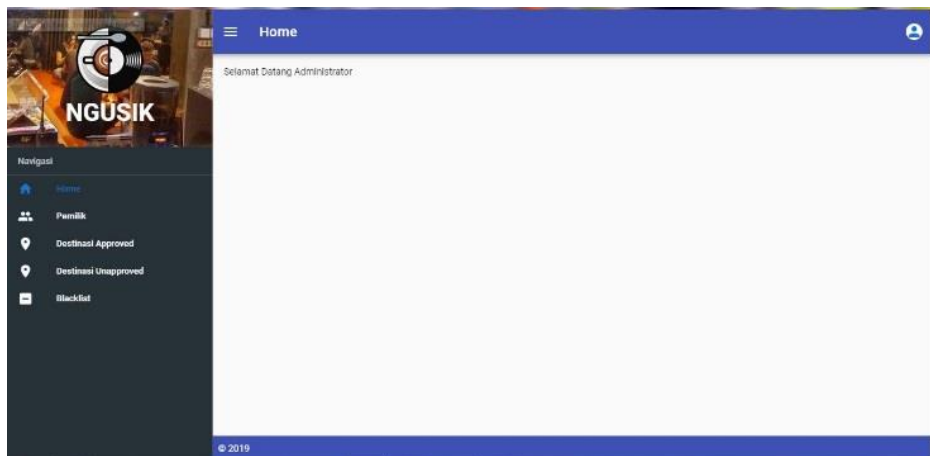 NGUSIK
Navigasi
Home
Pemilik
Destinasi Approved
Destinasi Unapproved
Blacklist
Home
Selamat Datang Administrator
© 2019